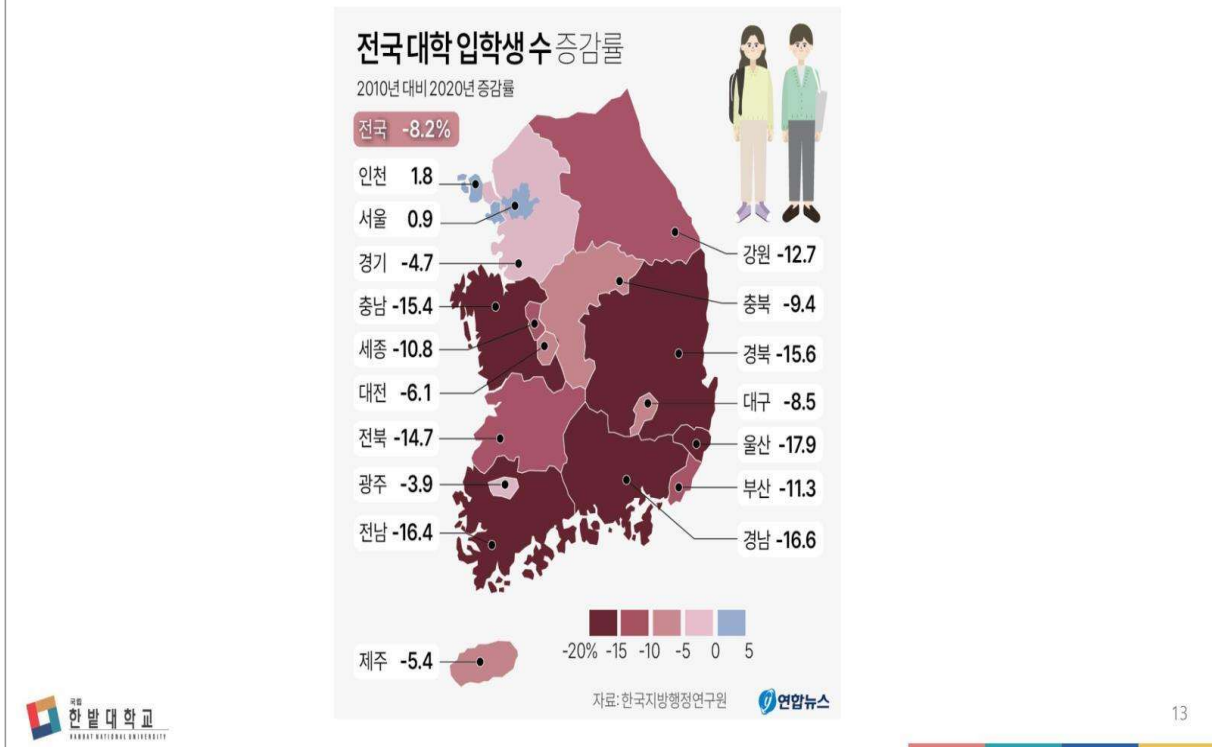 전국 대학 입학생 수 증감률
2010년 대비 2020년 증감률
전국 -8.2%
인천 1.8
서울 0.9
경기 -4.7
충남 -15.4
세종 -10.8
대전 -6.1
전북 -14.7
광주 -3.9
전남 -16.4
제주 -5.4
강원 -12.7
충북 -9.4
경북 -15.6
대구 -8.5
울산 -17.9
부산 -11.3
경남 -16.6
-20% -15 -10 -5 0 5
자료: 한국지방행정연구원
연합뉴스
국립
한밭대학교
HANBAT NATIONAL UNIVERSITY
13